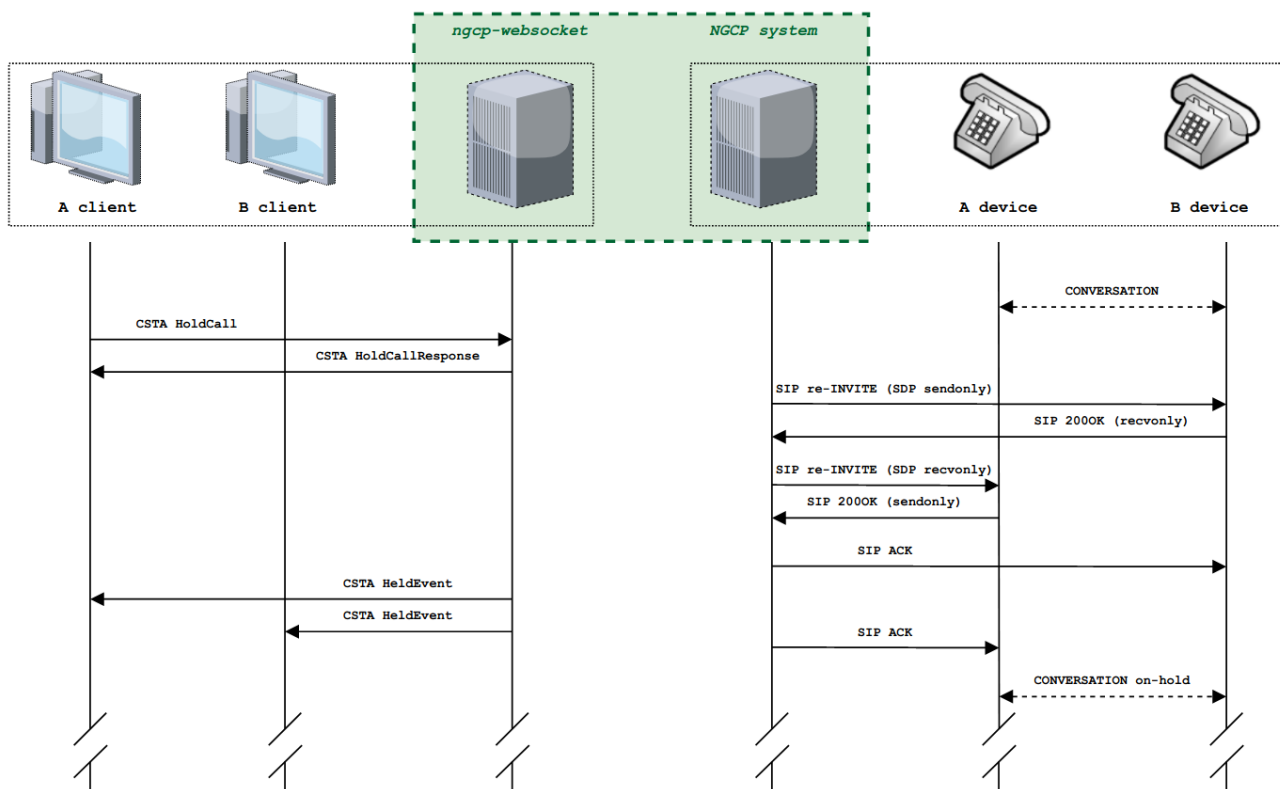 ngcp-websocket
NGCP system
A client
B client
A device
B device
CONVERSATION
CSTA HoldCall
CSTA HoldCallResponse
SIP re-INVITE (SDP sendonly)
SIP 200OK (recvonly)
SIP re-INVITE (SDP recvonly)
SIP 200OK (sendonly)
SIP ACK
CSTA HeldEvent
CSTA HeldEvent
SIP ACK
CONVERSATION on-hold